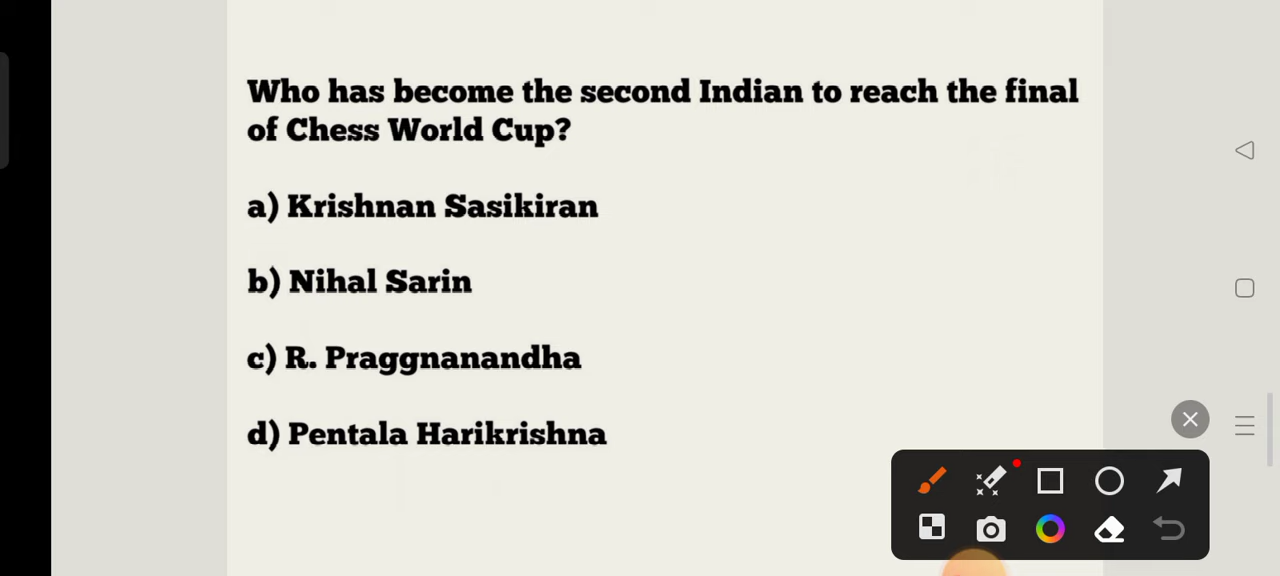 Who has become the second Indian to reach the final
of Chess World Cup?
a) Krishnan Sasikiran
b) Nihal Sarin
c) R. Praggnanandha
d) Pentala Harikrishna